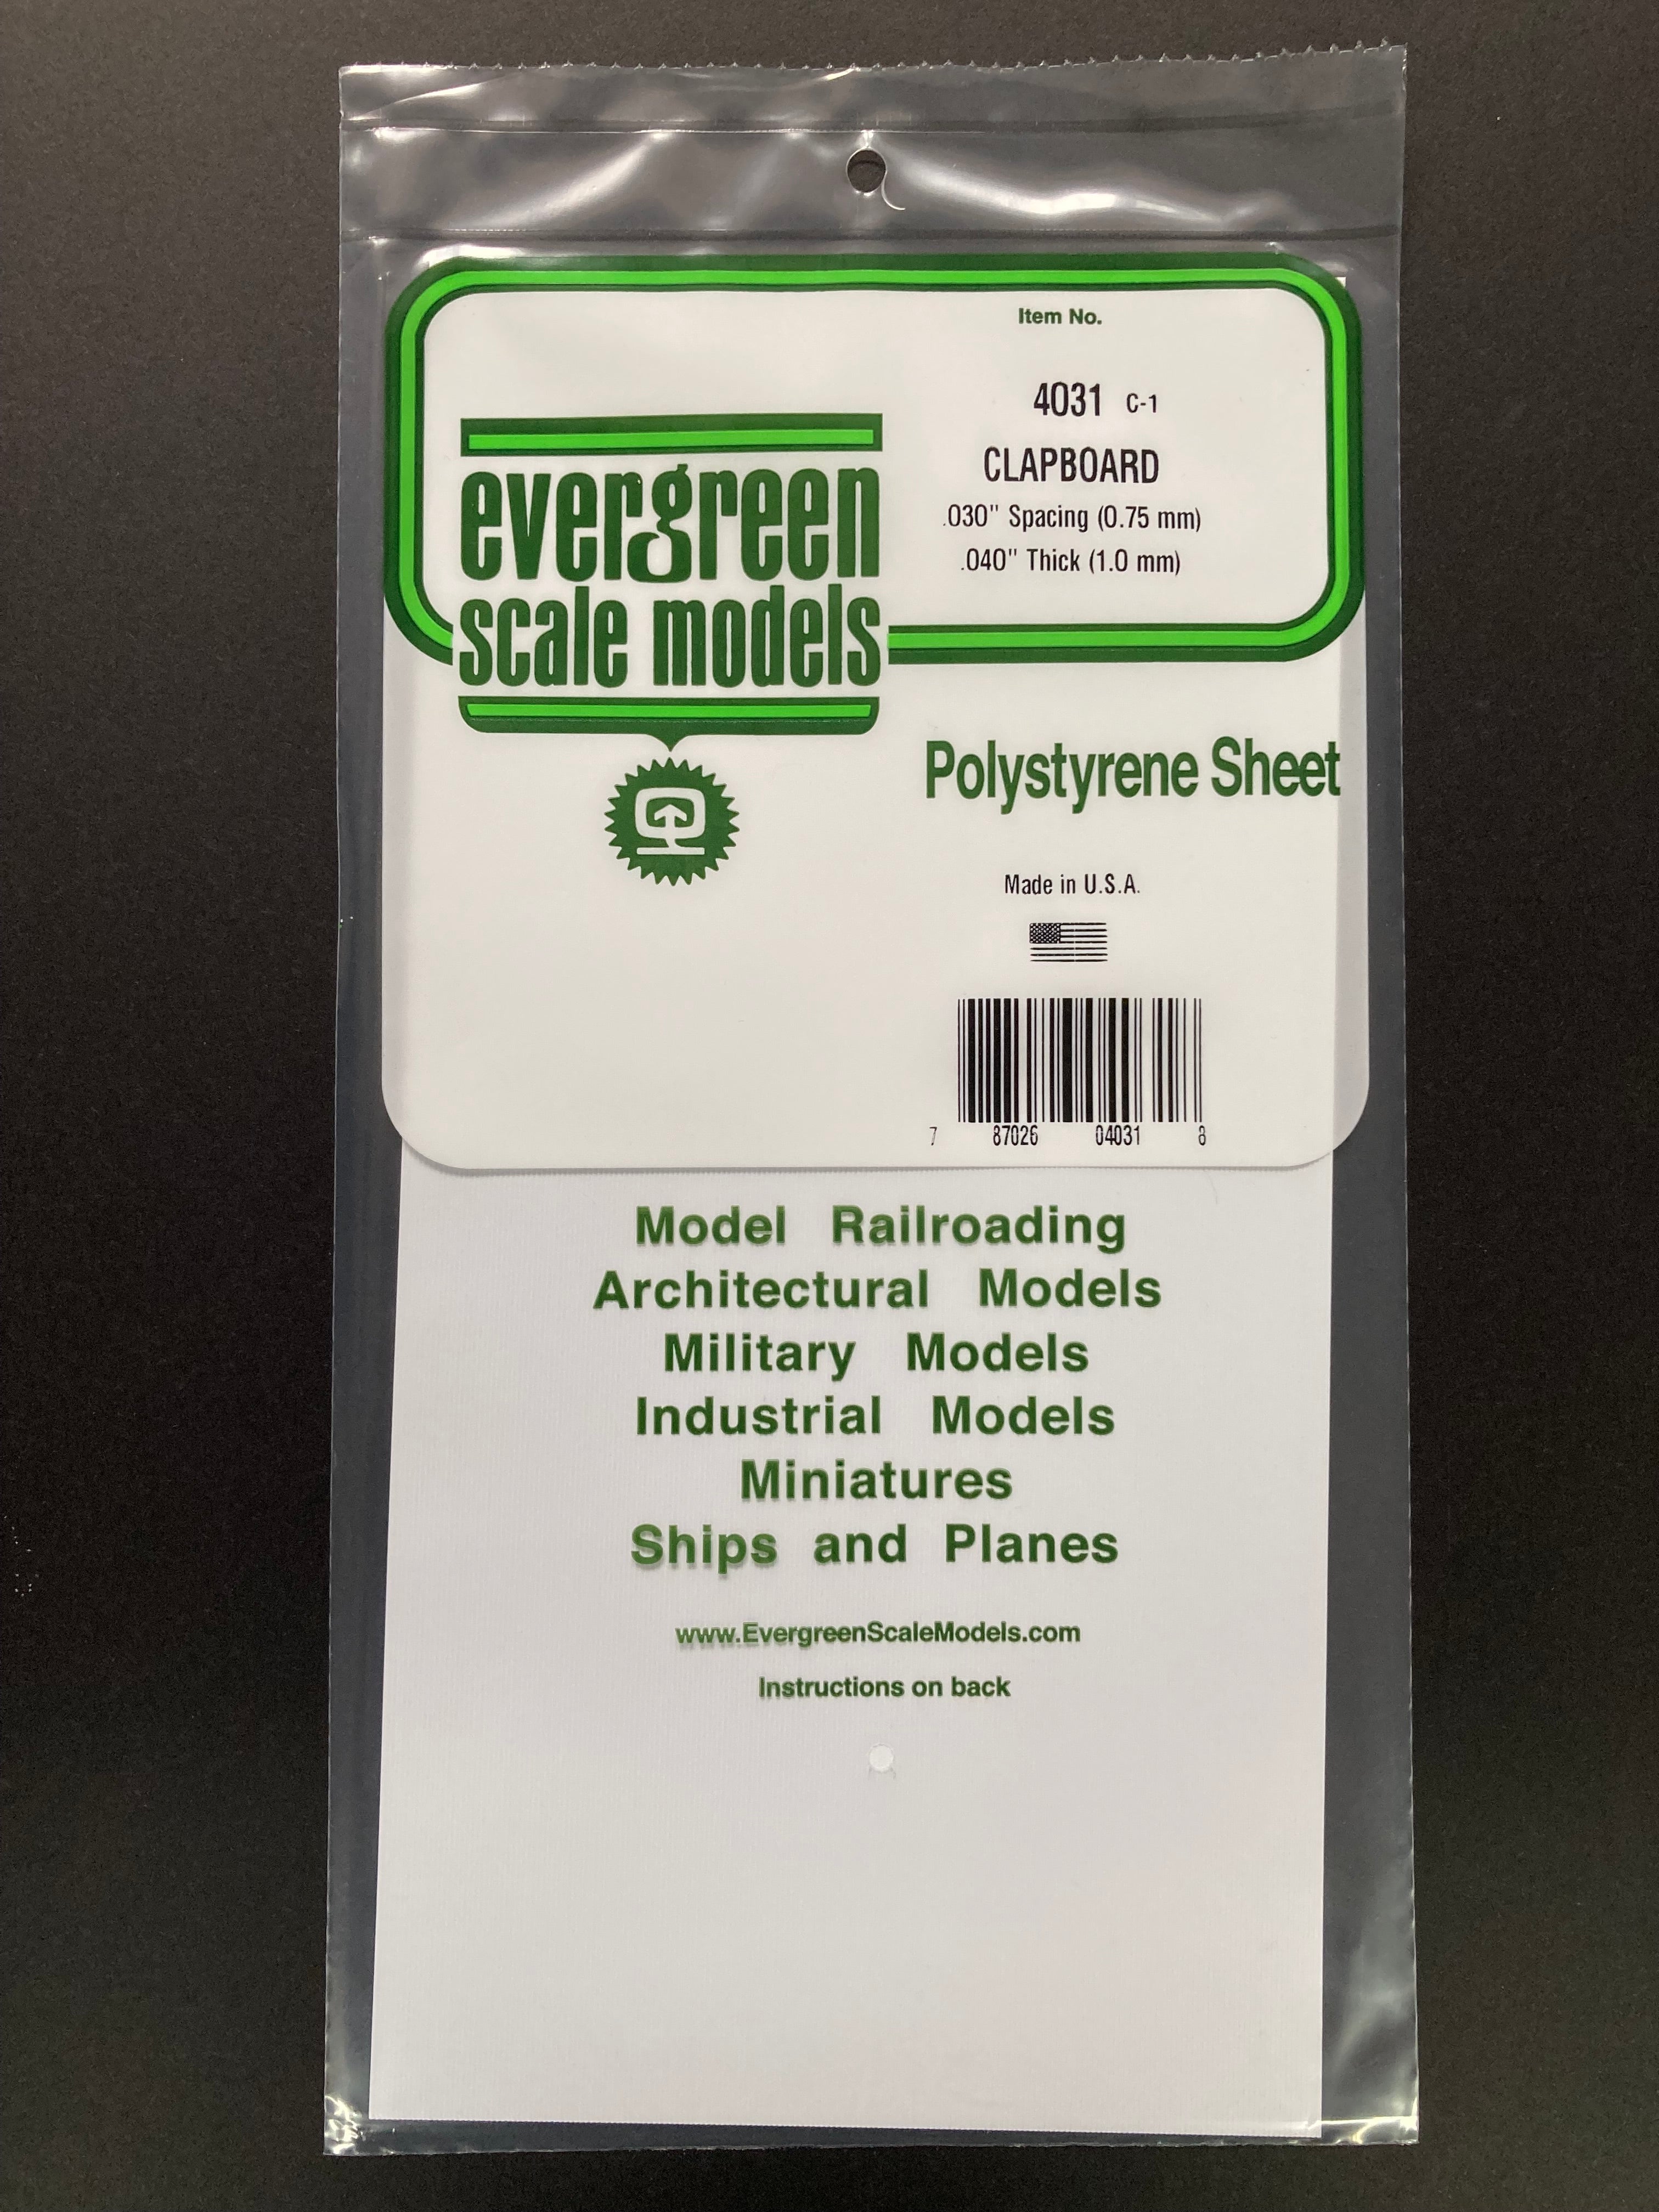 Item No.
4031 C-1
CLAPBOARD
.030" Spacing (0.75 mm)
.040" Thick (1.0 mm)
evergreen
scale models
Polystyrene Sheet
Made in U.S.A.
7 87026 04031 8
Model Railroading
Architectural Models
Military Models
Industrial Models
Miniatures
Ships and Planes
www.EvergreenScaleModels.com
Instructions on back